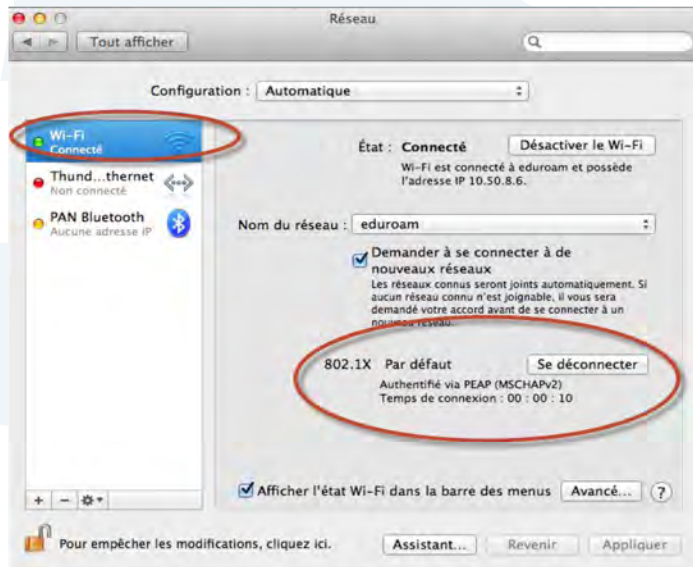 Réseau
Tout afficher
Configuration : Automatique
Wi-Fi
Connecté
Thund...thernet
Non connecté
PAN Bluetooth
Aucune adresse IP
État : Connecté
Désactiver le Wi-Fi
Wi-Fi est connecté à eduroam et possède
l'adresse IP 10.50.8.6.
Nom du réseau : eduroam
Demander à se connecter à de
nouveaux réseaux
Les réseaux connus seront joints automatiquement. Si
aucun réseau connu n'est joignable, il vous sera
demandé votre accord avant de se connecter à un
nouveau réseau.
802.1X Par défaut Se déconnecter
Authentifié via PEAP (MSCHAPv2)
Temps de connexion : 00 : 00 : 10
Afficher l'état Wi-Fi dans la barre des menus Avancé... ?
Pour empêcher les modifications, cliquez ici.
Assistant... Revenir Appliquer